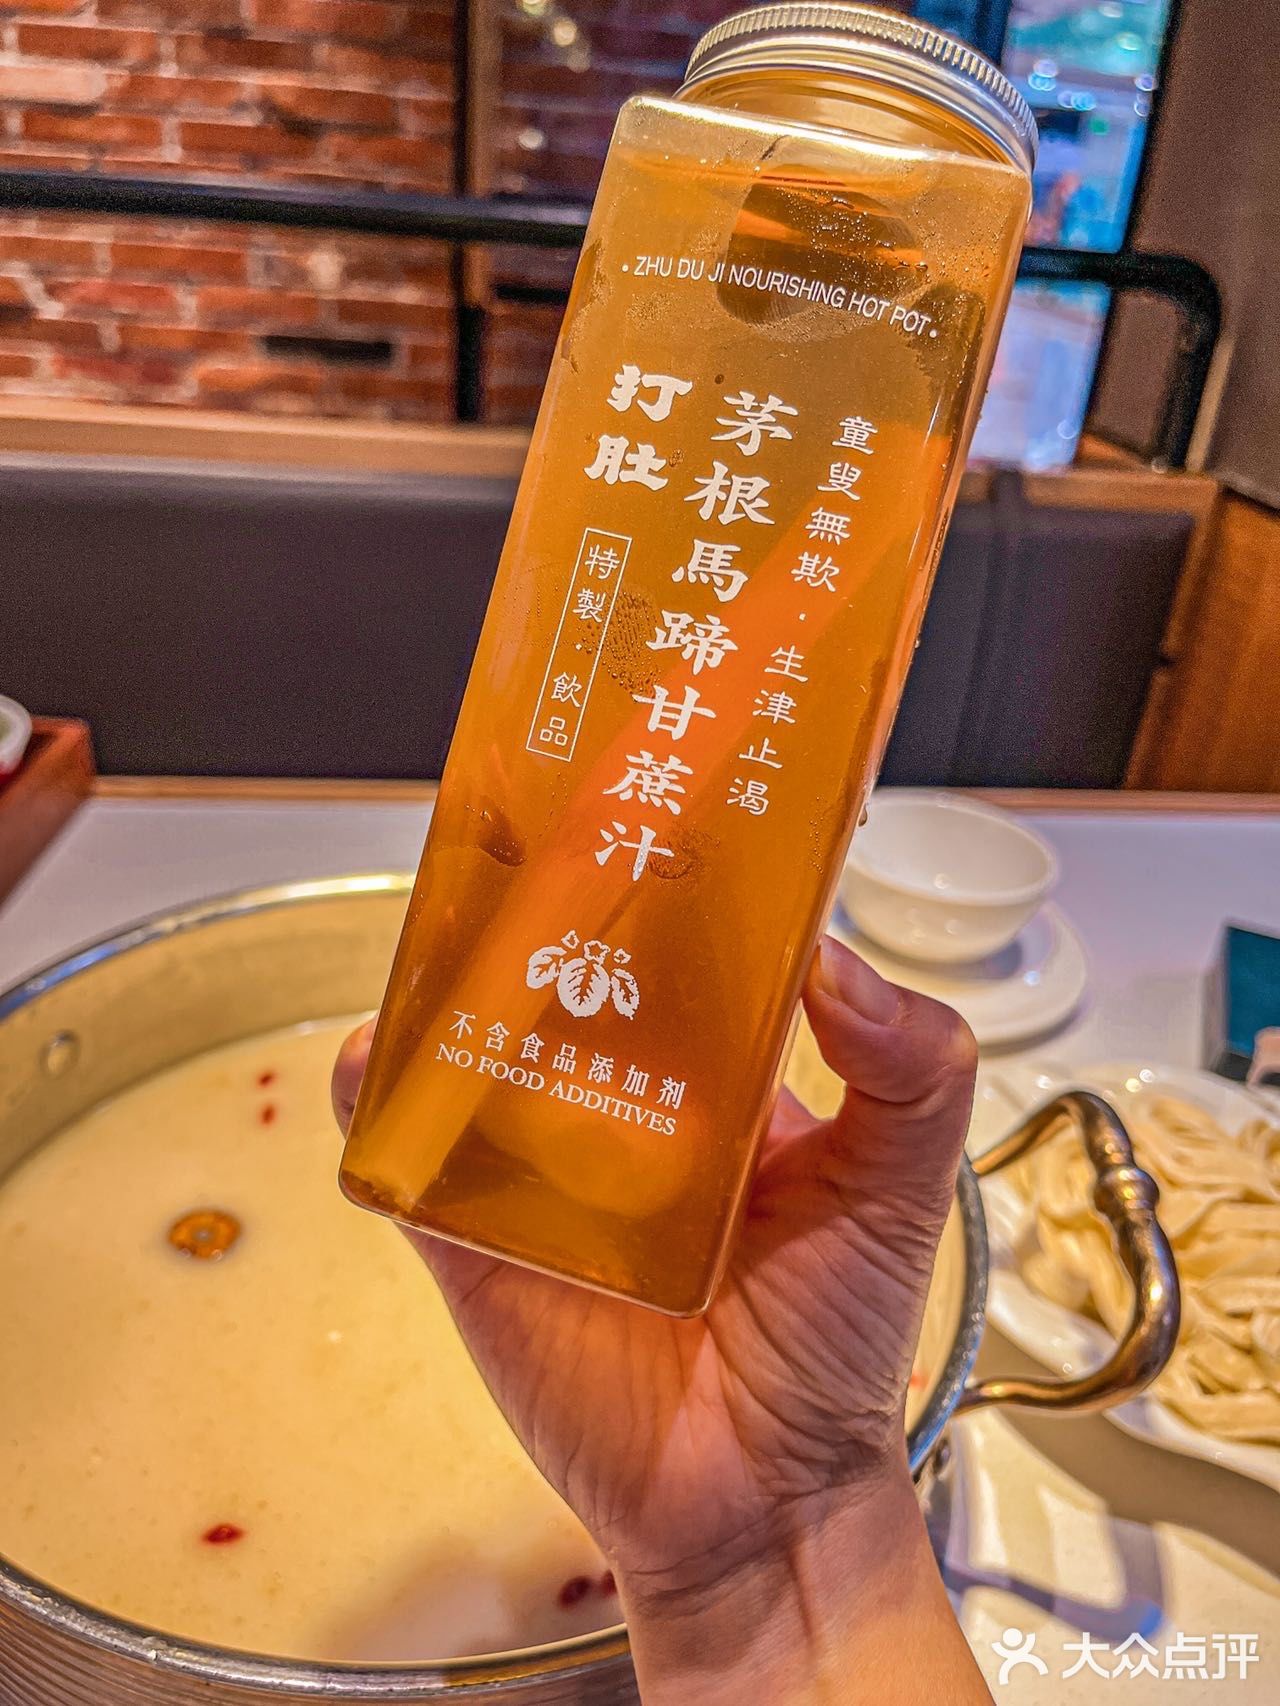 • ZHU DU JI NOURISHING HOT POT •
童叟無欺·生津止渴
茅根馬蹄甘蔗汁
打肚
特製·飲品
不含食品添加剂
NO FOOD ADDITIVES
大众点评